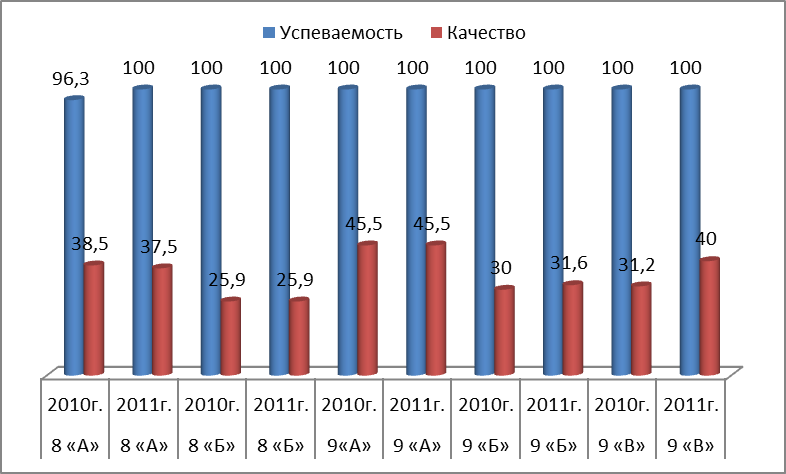 Успеваемость Качество
96,3 100 100 100 100 100 100 100 100 100
38,5 37,5 25,9 25,9 45,5 45,5 30 31,6 31,2 40
2010г. 2011г. 2010г. 2011г. 2010г. 2011г. 2010г. 2011г. 2010г. 2011г.
8 «А» 8 «А» 8 «Б» 8 «Б» 9«А» 9 «А» 9 «Б» 9 «Б» 9 «В» 9 «В»